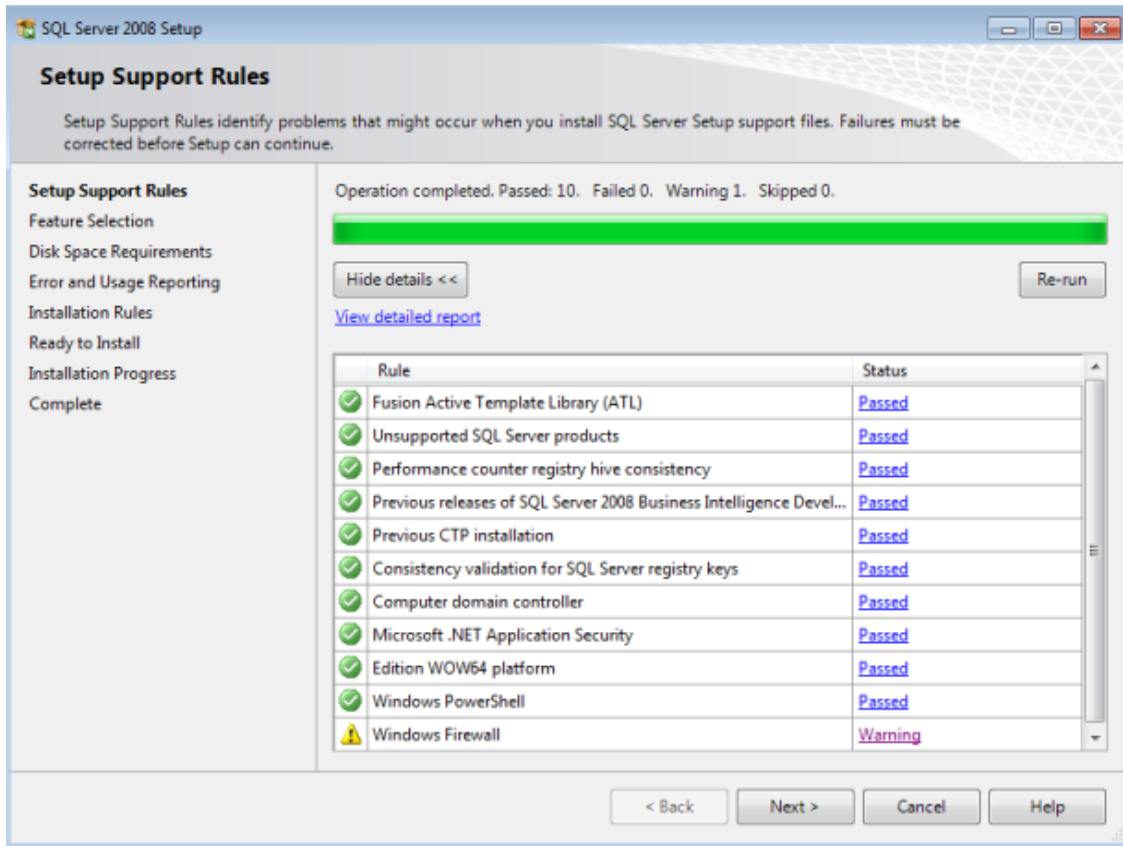 SQL Server 2008 Setup
Setup Support Rules
Setup Support Rules identify problems that might occur when you install SQL Server Setup support files. Failures must be
corrected before Setup can continue.
Setup Support Rules
Feature Selection
Disk Space Requirements
Error and Usage Reporting
Installation Rules
Ready to Install
Installation Progress
Complete
Operation completed. Passed: 10. Failed 0. Warning 1. Skipped 0.
Hide details << Re-run
View detailed report
Rule Status
Fusion Active Template Library (ATL) Passed
Unsupported SQL Server products Passed
Performance counter registry hive consistency Passed
Previous releases of SQL Server 2008 Business Intelligence Devel... Passed
Previous CTP installation Passed
Consistency validation for SQL Server registry keys Passed
Computer domain controller Passed
Microsoft .NET Application Security Passed
Edition WOW64 platform Passed
Windows PowerShell Passed
Windows Firewall Warning
< Back Next > Cancel Help